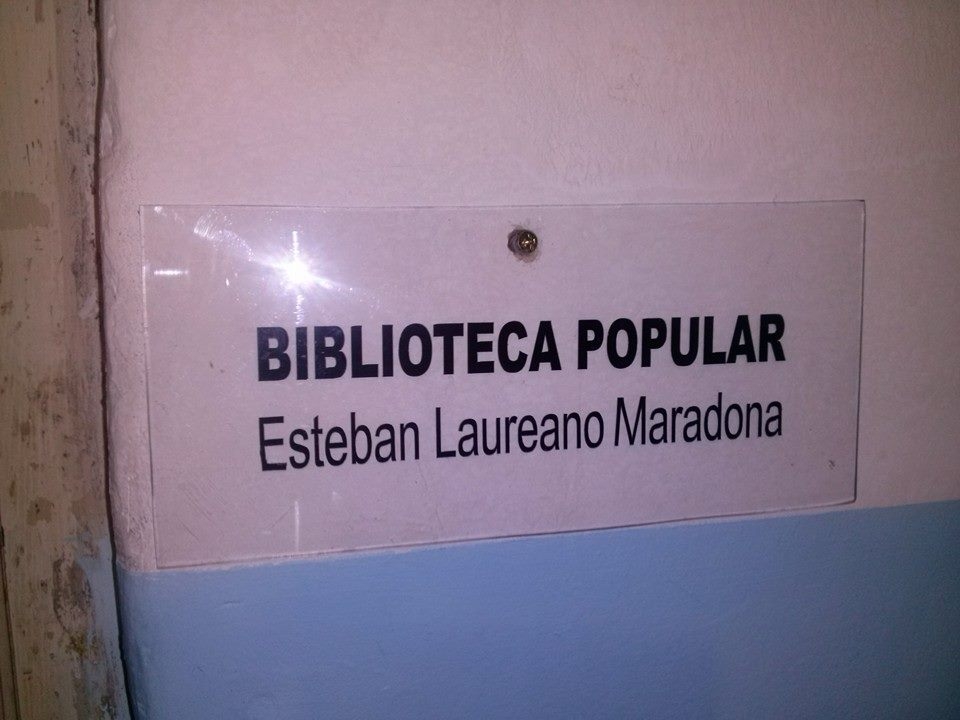 BIBLIOTECA POPULAR
Esteban Laureano Maradona